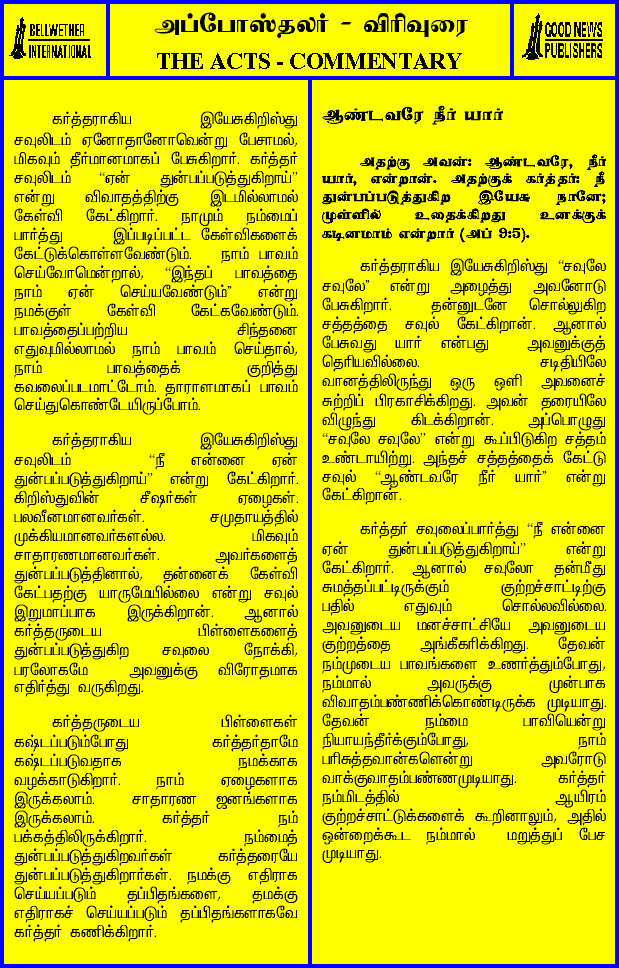 BELLWETHER
INTERNATIONAL
அப்போஸ்தலர் - விரிவுரை
THE ACTS - COMMENTARY
GOOD NEWS
PUBLISHERS
கர்த்தராகிய இயேசுகிறிஸ்து
சவுலிடம் ஏனோதானோவென்று பேசாமல்,
மிகவும் தீர்மானமாகப் பேசுகிறார். கர்த்தர்
சவுலிடம் “ஏன் துன்பப்படுத்துகிறாய்”
என்று விவாதத்திற்கு இடமில்லாமல்
கேள்வி கேட்கிறார். நாமும் நம்மைப்
பார்த்து இப்படிப்பட்ட கேள்விகளைக்
கேட்டுக்கொள்ளவேண்டும். நாம் பாவம்
செய்வோமென்றால், “இந்தப் பாவத்தை
நாம் ஏன் செய்யவேண்டும்” என்று
நமக்குள் கேள்வி கேட்கவேண்டும்.
பாவத்தைப்பற்றிய சிந்தனை
எதுவுமில்லாமல் நாம் பாவம் செய்தால்,
நாம் பாவத்தைக் குறித்து
கவலைப்படமாட்டோம். தாராளமாகப் பாவம்
செய்துகொண்டேயிருப்போம்.
கர்த்தராகிய இயேசுகிறிஸ்து
சவுலிடம் “நீ என்னை ஏன்
துன்பப்படுத்துகிறாய்” என்று கேட்கிறார்.
கிறிஸ்துவின் சீஷர்கள் ஏழைகள்.
பலவீனமானவர்கள். சமுதாயத்தில்
முக்கியமானவர்களல்ல. மிகவும்
சாதாரணமானவர்கள். அவர்களைத்
துன்பப்படுத்தினால், தன்னைக் கேள்வி
கேட்பதற்கு யாருமேயில்லை என்று சவுல்
இறுமாப்பாக இருக்கிறான். ஆனால்
கர்த்தருடைய பிள்ளைகளைத்
துன்பப்படுத்துகிற சவுலை நோக்கி,
பரலோகமே அவனுக்கு விரோதமாக
எதிர்த்து வருகிறது.
கர்த்தருடைய பிள்ளைகள்
கஷ்டப்படும்போது கர்த்தர்தாமே
கஷ்டப்படுவதாக நமக்காக
வழக்காடுகிறார். நாம் ஏழைகளாக
இருக்கலாம். சாதாரண ஜனங்களாக
இருக்கலாம். கர்த்தர் நம்
பக்கத்திலிருக்கிறார். நம்மைத்
துன்பப்படுத்துகிறவர்கள் கர்த்தரையே
துன்பப்படுத்துகிறார்கள். நமக்கு எதிராக
செய்யப்படும் தப்பிதங்களை, தமக்கு
எதிராகச் செய்யப்படும் தப்பிதங்களாகவே
கர்த்தர் கணிக்கிறார்.
ஆண்டவரே நீர் யார்
அதற்கு அவன்: ஆண்டவரே, நீர்
யார், என்றான். அதற்குக் கர்த்தர்: நீ
துன்பப்படுத்துகிற இயேசு நானே;
முள்ளில் உதைக்கிறது உனக்குக்
கடினமாம் என்றார் (அப் 9:5).
கர்த்தராகிய இயேசுகிறிஸ்து “சவுலே
சவுலே” என்று அழைத்து அவனோடு
பேசுகிறார். தன்னுடனே சொல்லுகிற
சத்தத்தை சவுல் கேட்கிறான். ஆனால்
பேசுவது யார் என்பது அவனுக்குத்
தெரியவில்லை. சடிதியிலே
வானத்திலிருந்து ஒரு ஒளி அவனைச்
சுற்றிப் பிரகாசிக்கிறது. அவன் தரையிலே
விழுந்து கிடக்கிறான். அப்பொழுது
“சவுலே சவுலே” என்று கூப்பிடுகிற சத்தம்
உண்டாயிற்று. அந்தச் சத்தத்தைக் கேட்டு
சவுல் “ஆண்டவரே நீர் யார்” என்று
கேட்கிறான்.
கர்த்தர் சவுலைப்பார்த்து “நீ என்னை
ஏன் துன்பப்படுத்துகிறாய்” என்று
கேட்கிறார். ஆனால் சவுலோ தன்மீது
சுமத்தப்பட்டிருக்கும் குற்றச்சாட்டிற்கு
பதில் எதுவும் சொல்லவில்லை.
அவனுடைய மனச்சாட்சியே அவனுடைய
குற்றத்தை அங்கீகரிக்கிறது. தேவன்
நம்முடைய பாவங்களை உணர்த்தும்போது,
நம்மால் அவருக்கு முன்பாக
விவாதம்பண்ணிக்கொண்டிருக்க முடியாது.
தேவன் நம்மை பாவியென்று
நியாயந்தீர்க்கும்போது, நாம்
பரிசுத்தவான்களென்று அவரோடு
வாக்குவாதம்பண்ணமுடியாது. கர்த்தர்
நம்மிடத்தில் ஆயிரம்
குற்றச்சாட்டுக்களைக் கூறினாலும், அதில்
ஒன்றைக்கூட நம்மால் மறுத்துப் பேச
முடியாது.